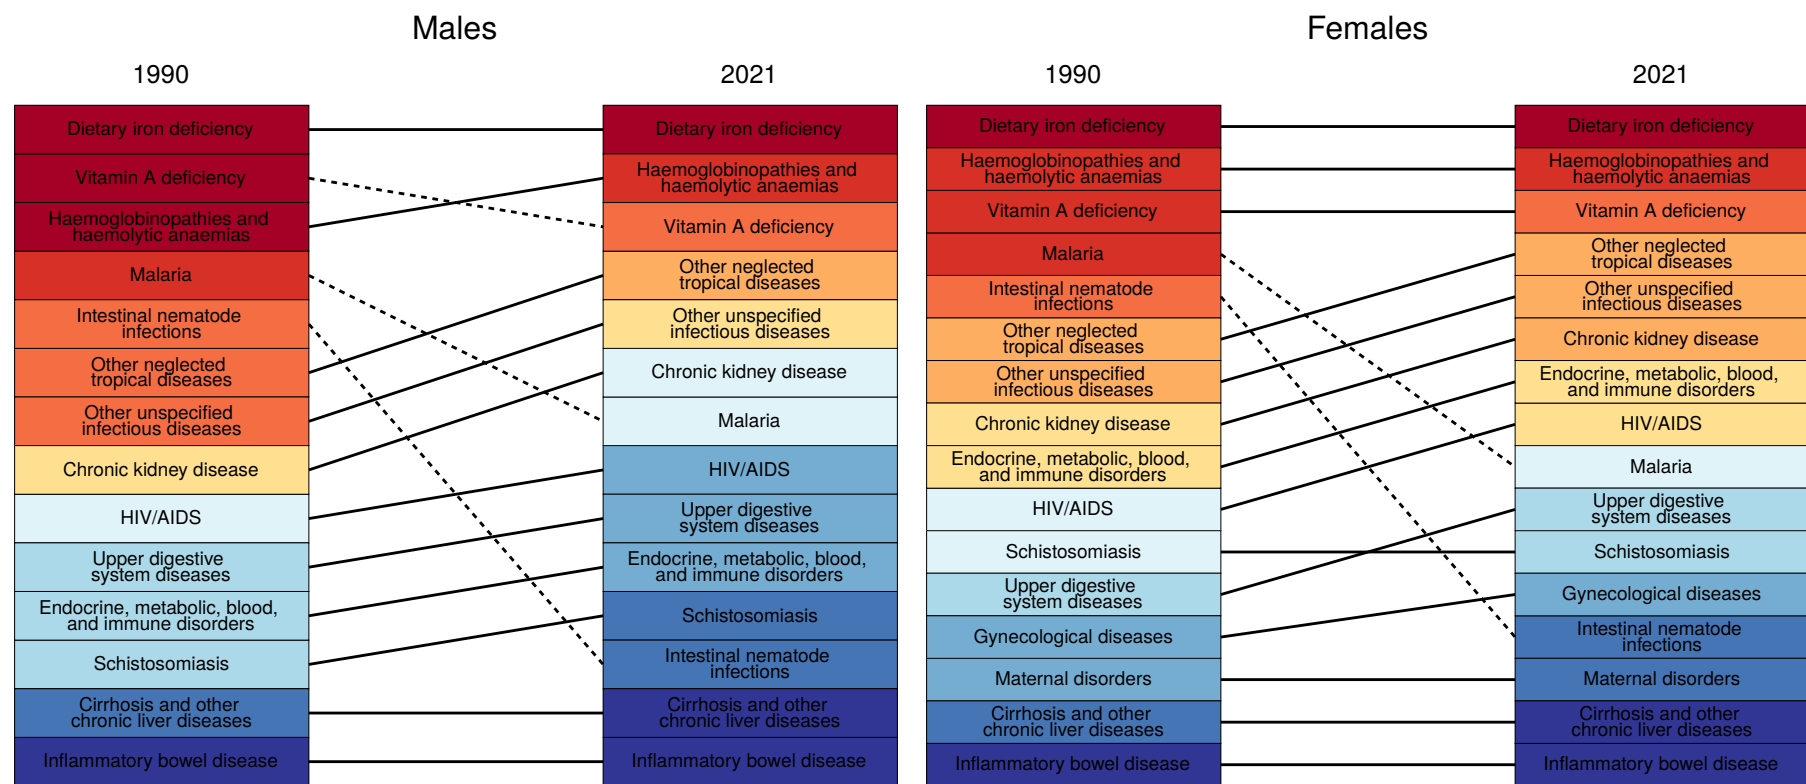 Males
1990
2021
Dietary iron deficiency
Vitamin A deficiency
Haemoglobinopathies and
haemolytic anaemias
Malaria
Intestinal nematode
infections
Other neglected
tropical diseases
Other unspecified
infectious diseases
Chronic kidney disease
HIV/AIDS
Upper digestive
system diseases
Endocrine, metabolic, blood,
and immune disorders
Schistosomiasis
Cirrhosis and other
chronic liver diseases
Inflammatory bowel disease
Dietary iron deficiency
Haemoglobinopathies and
haemolytic anaemias
Vitamin A deficiency
Other neglected
tropical diseases
Other unspecified
infectious diseases
Chronic kidney disease
Malaria
HIV/AIDS
Upper digestive
system diseases
Endocrine, metabolic, blood,
and immune disorders
Schistosomiasis
Intestinal nematode
infections
Cirrhosis and other
chronic liver diseases
Inflammatory bowel disease
Females
1990
2021
Dietary iron deficiency
Haemoglobinopathies and
haemolytic anaemias
Vitamin A deficiency
Malaria
Intestinal nematode
infections
Other neglected
tropical diseases
Other unspecified
infectious diseases
Chronic kidney disease
Endocrine, metabolic, blood,
and immune disorders
HIV/AIDS
Schistosomiasis
Upper digestive
system diseases
Gynecological diseases
Maternal disorders
Cirrhosis and other
chronic liver diseases
Inflammatory bowel disease
Dietary iron deficiency
Haemoglobinopathies and
haemolytic anaemias
Vitamin A deficiency
Other neglected
tropical diseases
Other unspecified
infectious diseases
Chronic kidney disease
Endocrine, metabolic, blood,
and immune disorders
HIV/AIDS
Malaria
Upper digestive
system diseases
Schistosomiasis
Gynecological diseases
Intestinal nematode
infections
Maternal disorders
Cirrhosis and other
chronic liver diseases
Inflammatory bowel disease